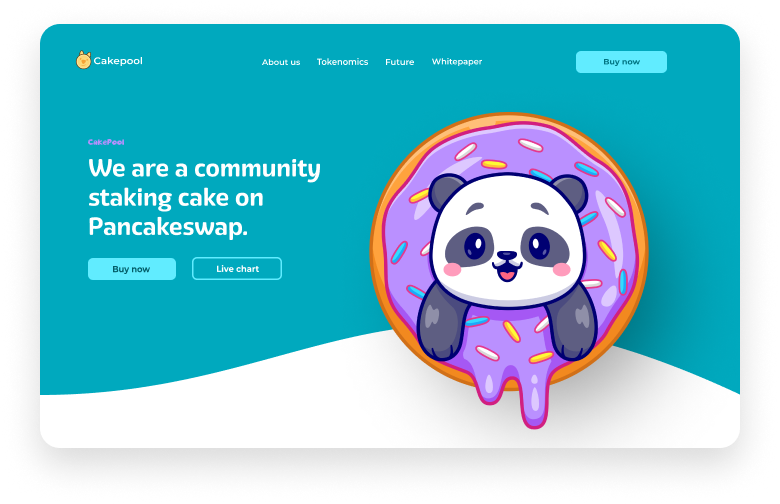 Cakepool
About us
Tokenomics
Future
Whitepaper
Buy now
CakePool
We are a community
staking cake on
Pancakeswap.
Buy now
Live chart